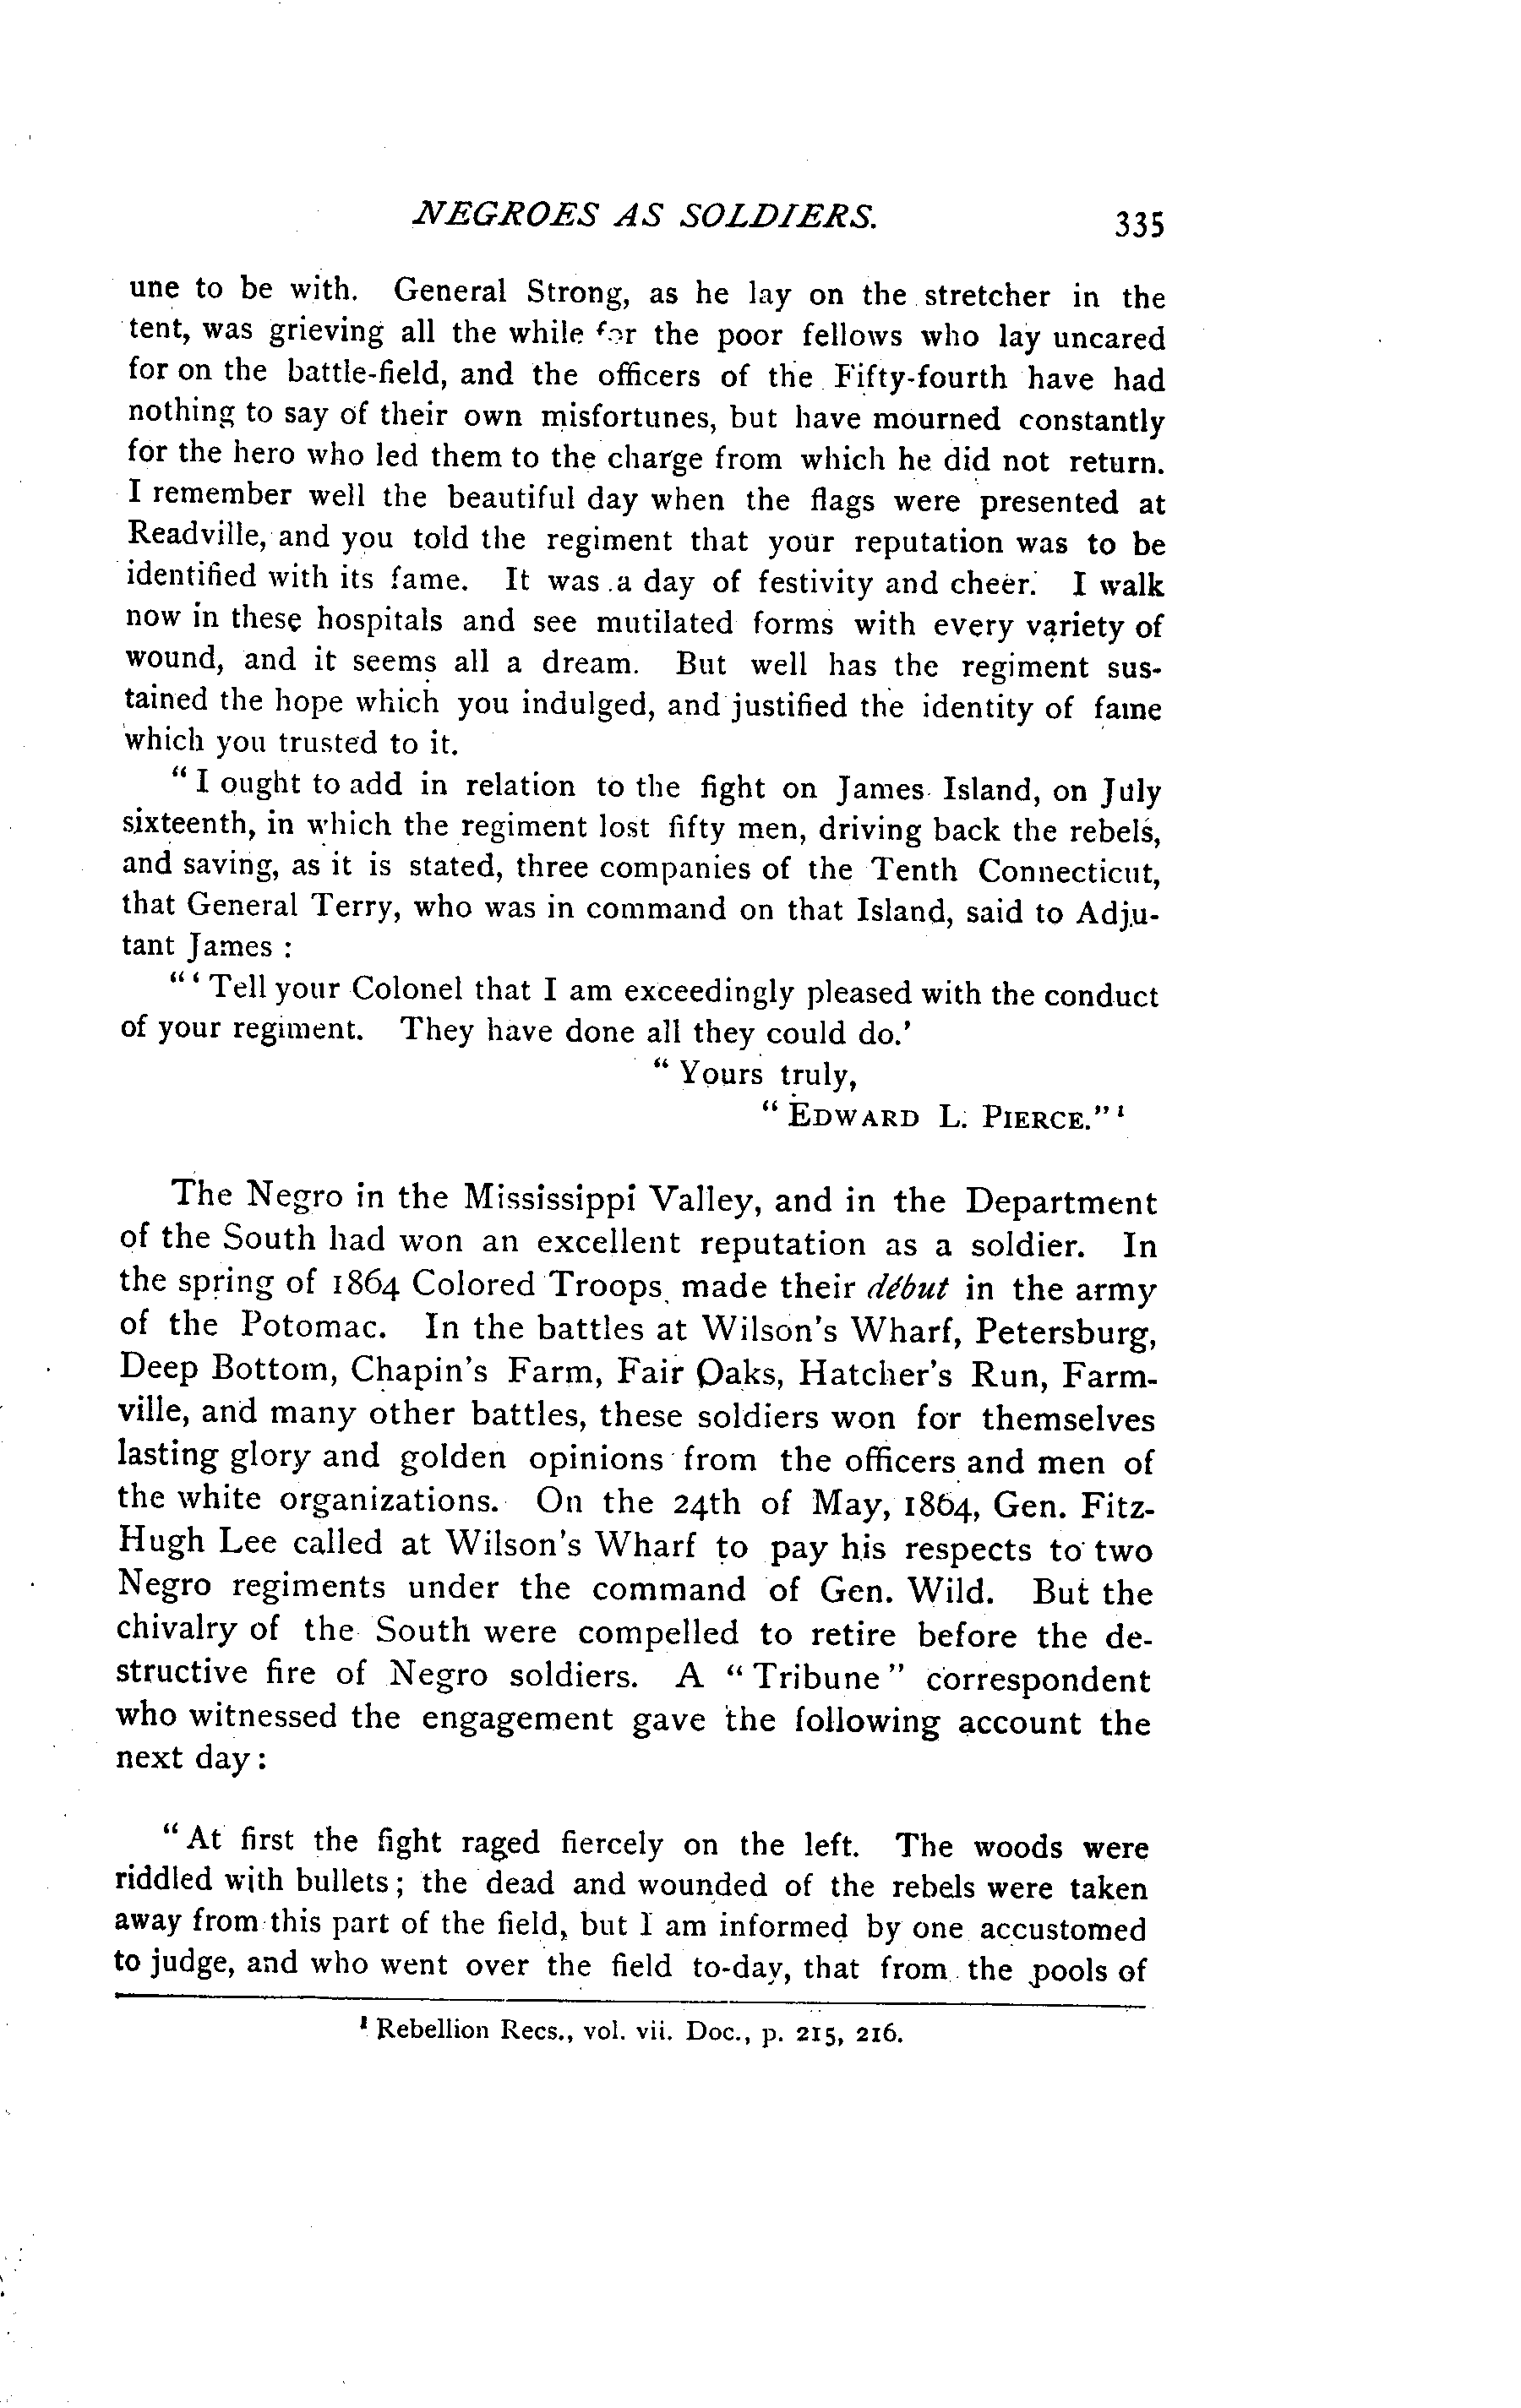 NEGROES AS SOLDIERS. 335
une to be with. General Strong, as he lay on the stretcher in the
tent, was grieving all the while for the poor fellows who lay uncared
for on the battle-field, and the officers of the Fifty-fourth have had
nothing to say of their own misfortunes, but have mourned constantly
for the hero who led them to the charge from which he did not return.
I remember well the beautiful day when the flags were presented at
Readville, and you told the regiment that your reputation was to be
identified with its fame. It was a day of festivity and cheer. I walk
now in these hospitals and see mutilated forms with every variety of
wound, and it seems all a dream. But well has the regiment sus-
tained the hope which you indulged, and justified the identity of fame
which you trusted to it.
"I ought to add in relation to the fight on James Island, on July
sixteenth, in which the regiment lost fifty men, driving back the rebels,
and saving, as it is stated, three companies of the Tenth Connecticut,
that General Terry, who was in command on that Island, said to Adju-
tant James :
"'Tell your Colonel that I am exceedingly pleased with the conduct
of your regiment. They have done all they could do.'
"Yours truly,
"EDWARD L. PIERCE." ¹
The Negro in the Mississippi Valley, and in the Department
of the South had won an excellent reputation as a soldier. In
the spring of 1864 Colored Troops made their début in the army
of the Potomac. In the battles at Wilson's Wharf, Petersburg,
Deep Bottom, Chapin's Farm, Fair Oaks, Hatcher's Run, Farm-
ville, and many other battles, these soldiers won for themselves
lasting glory and golden opinions from the officers and men of
the white organizations. On the 24th of May, 1864, Gen. Fitz-
Hugh Lee called at Wilson's Wharf to pay his respects to two
Negro regiments under the command of Gen. Wild. But the
chivalry of the South were compelled to retire before the de-
structive fire of Negro soldiers. A "Tribune" correspondent
who witnessed the engagement gave the following account the
next day:
"At first the fight raged fiercely on the left. The woods were
riddled with bullets; the dead and wounded of the rebels were taken
away from this part of the field, but I am informed by one accustomed
to judge, and who went over the field to-day, that from the pools of
¹ Rebellion Recs., vol. vii. Doc., p. 215, 216.